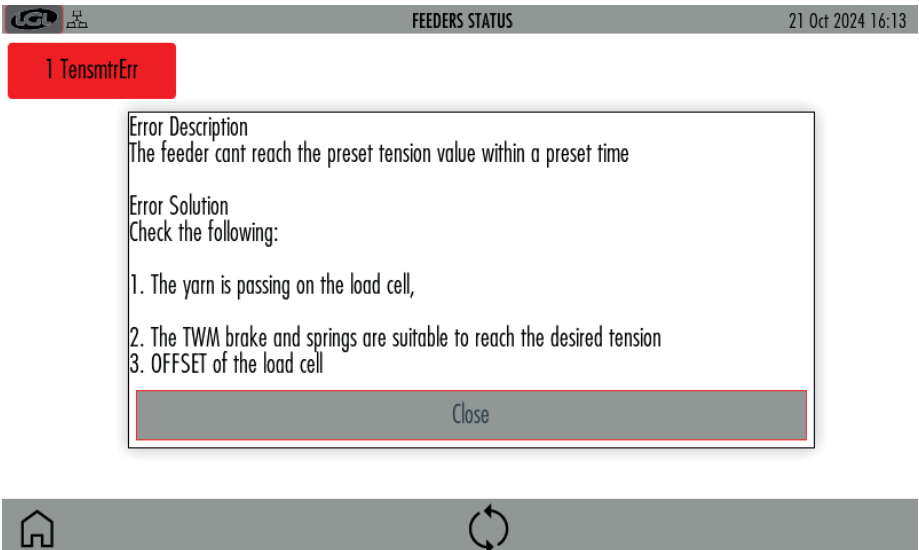 LGL
FEEDERS STATUS
21 Oct 2024 16:13
1 TensmtrErr
Error Description
The feeder cant reach the preset tension value within a preset time
Error Solution
Check the following:
1. The yarn is passing on the load cell,
2. The TWM brake and springs are suitable to reach the desired tension
3. OFFSET of the load cell
Close